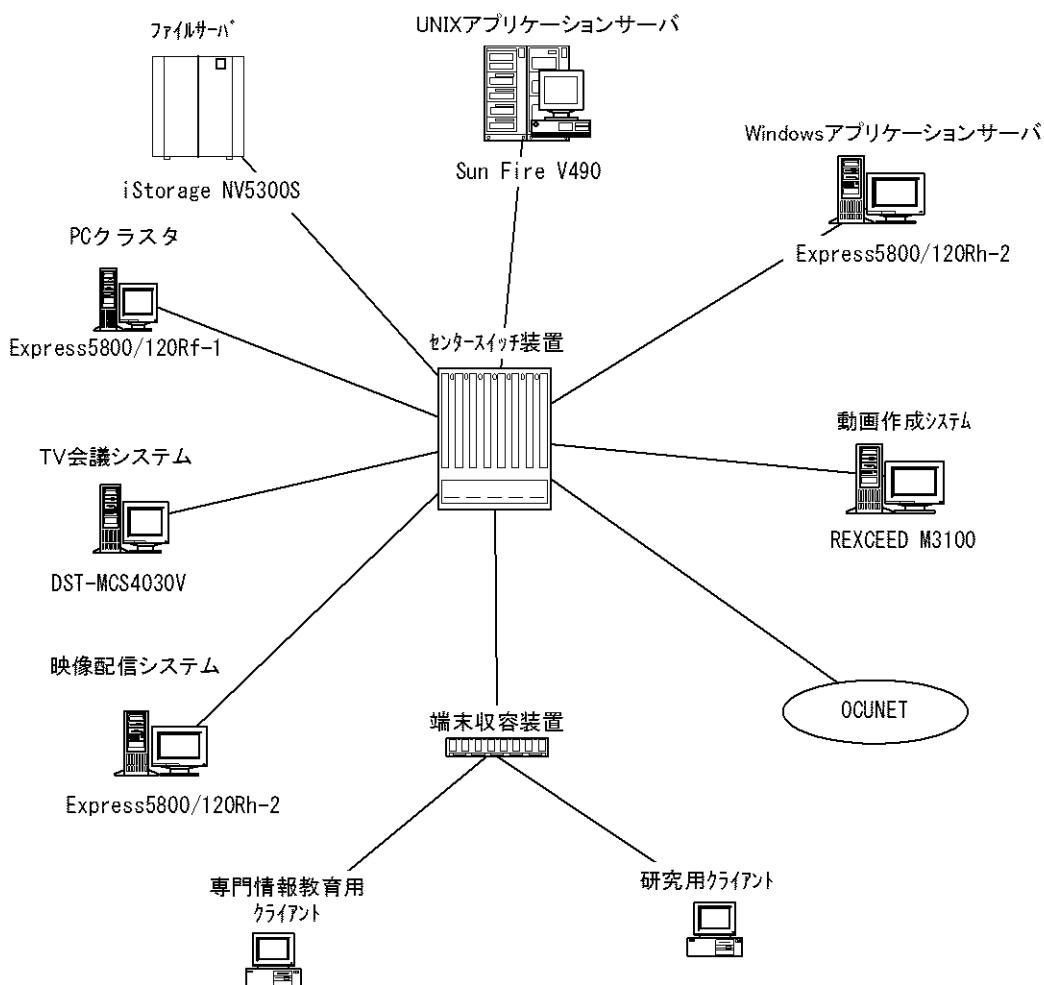 ファイルサーバ
UNIXアプリケーションサーバ
Windowsアプリケーションサーバ
Sun Fire V490
iStorage NV5300S
PCクラスタ
Express5800/120Rh-2
Express5800/120Rf-1
センタースイッチ装置
動画作成システム
TV会議システム
REXCEED M3100
DST-MCS4030V
映像配信システム
OCUNET
端末収容装置
Express5800/120Rh-2
専門情報教育用
クライアント
研究用クライアント